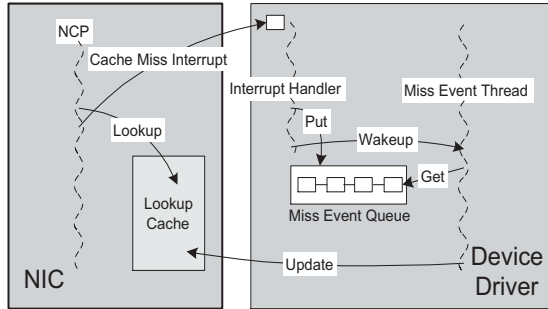 NCP
Cache Miss Interrupt
Lookup
Lookup
Cache
NIC
Interrupt Handler
Miss Event Thread
Put
Wakeup
Get
Miss Event Queue
Update
Device
Driver